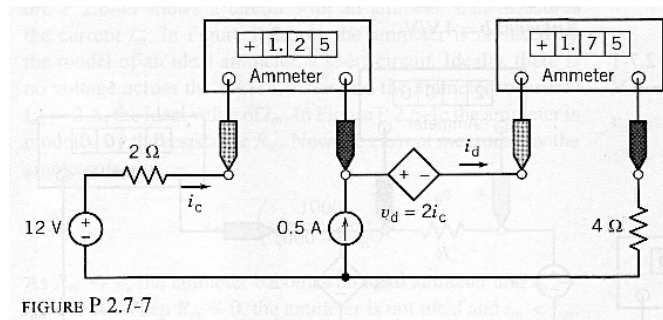 + 1. 2 5
Ammeter
+ 1. 7 5
Ammeter
2 Ω
i_c
i_d
12 V
+
−
0.5 A
+ −
v_d = 2i_c
4 Ω
FIGURE P 2.7-7